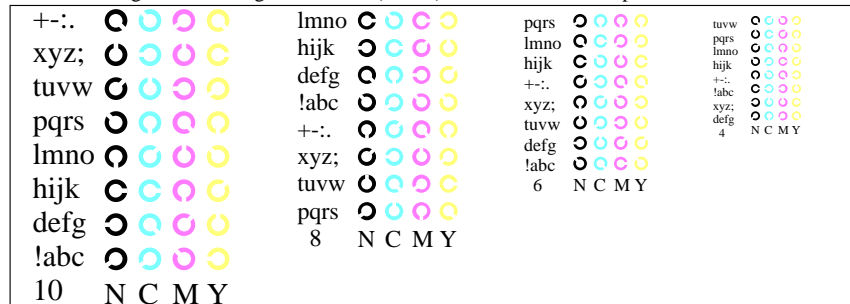 +-:.
xyz;
tuvw
pqrs
lmno
hijk
defg
!abc
10 N C M Y
lmno
hijk
defg
!abc
+-:.
xyz;
tuvw
pqrs
8 N C M Y
pqrs
lmno
hijk
+-:.
xyz;
tuvw
defg
!abc
6 N C M Y
tuvw
pqrs
lmno
hijk
+-:.
!abc
xyz;
defg
4 N C M Y